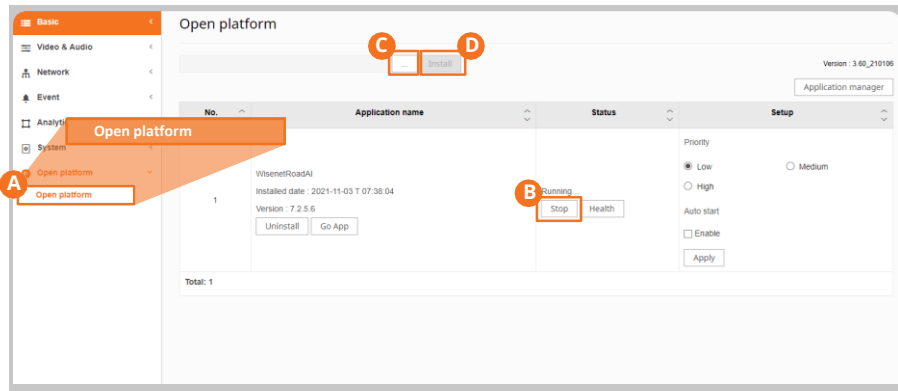 Basic
Video & Audio
Network
Event
System
Open platform
Open platform
A
Open platform
Open platform
C
D
...
Install
Version : 3.60_210106
Application manager
No.
Application name
Status
Setup
1
WisenetRoadAI
Installed date : 2021-11-03 T 07:38:04
Version : 7.2.5.6
Uninstall
Go App
B
Running...
Stop
Health
Priority
Low
Medium
High
Auto start
Enable
Apply
Total: 1